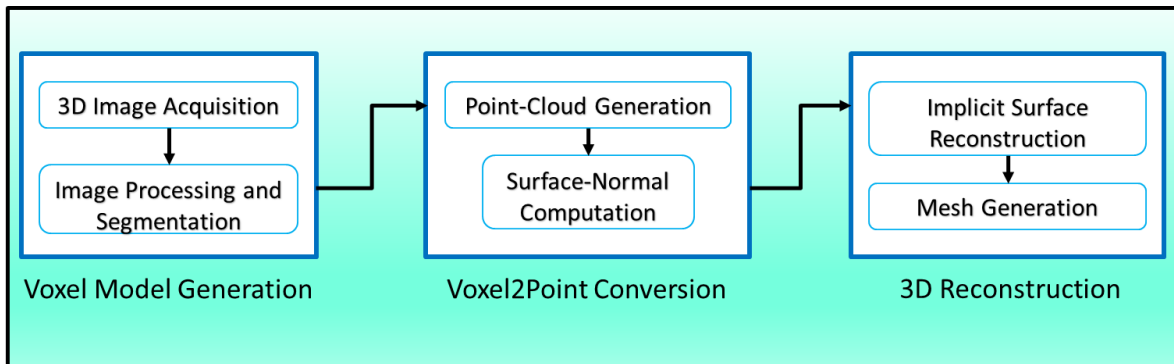 3D Image Acquisition
Image Processing and
Segmentation
Voxel Model Generation
Point-Cloud Generation
Surface-Normal
Computation
Voxel2Point Conversion
Implicit Surface
Reconstruction
Mesh Generation
3D Reconstruction